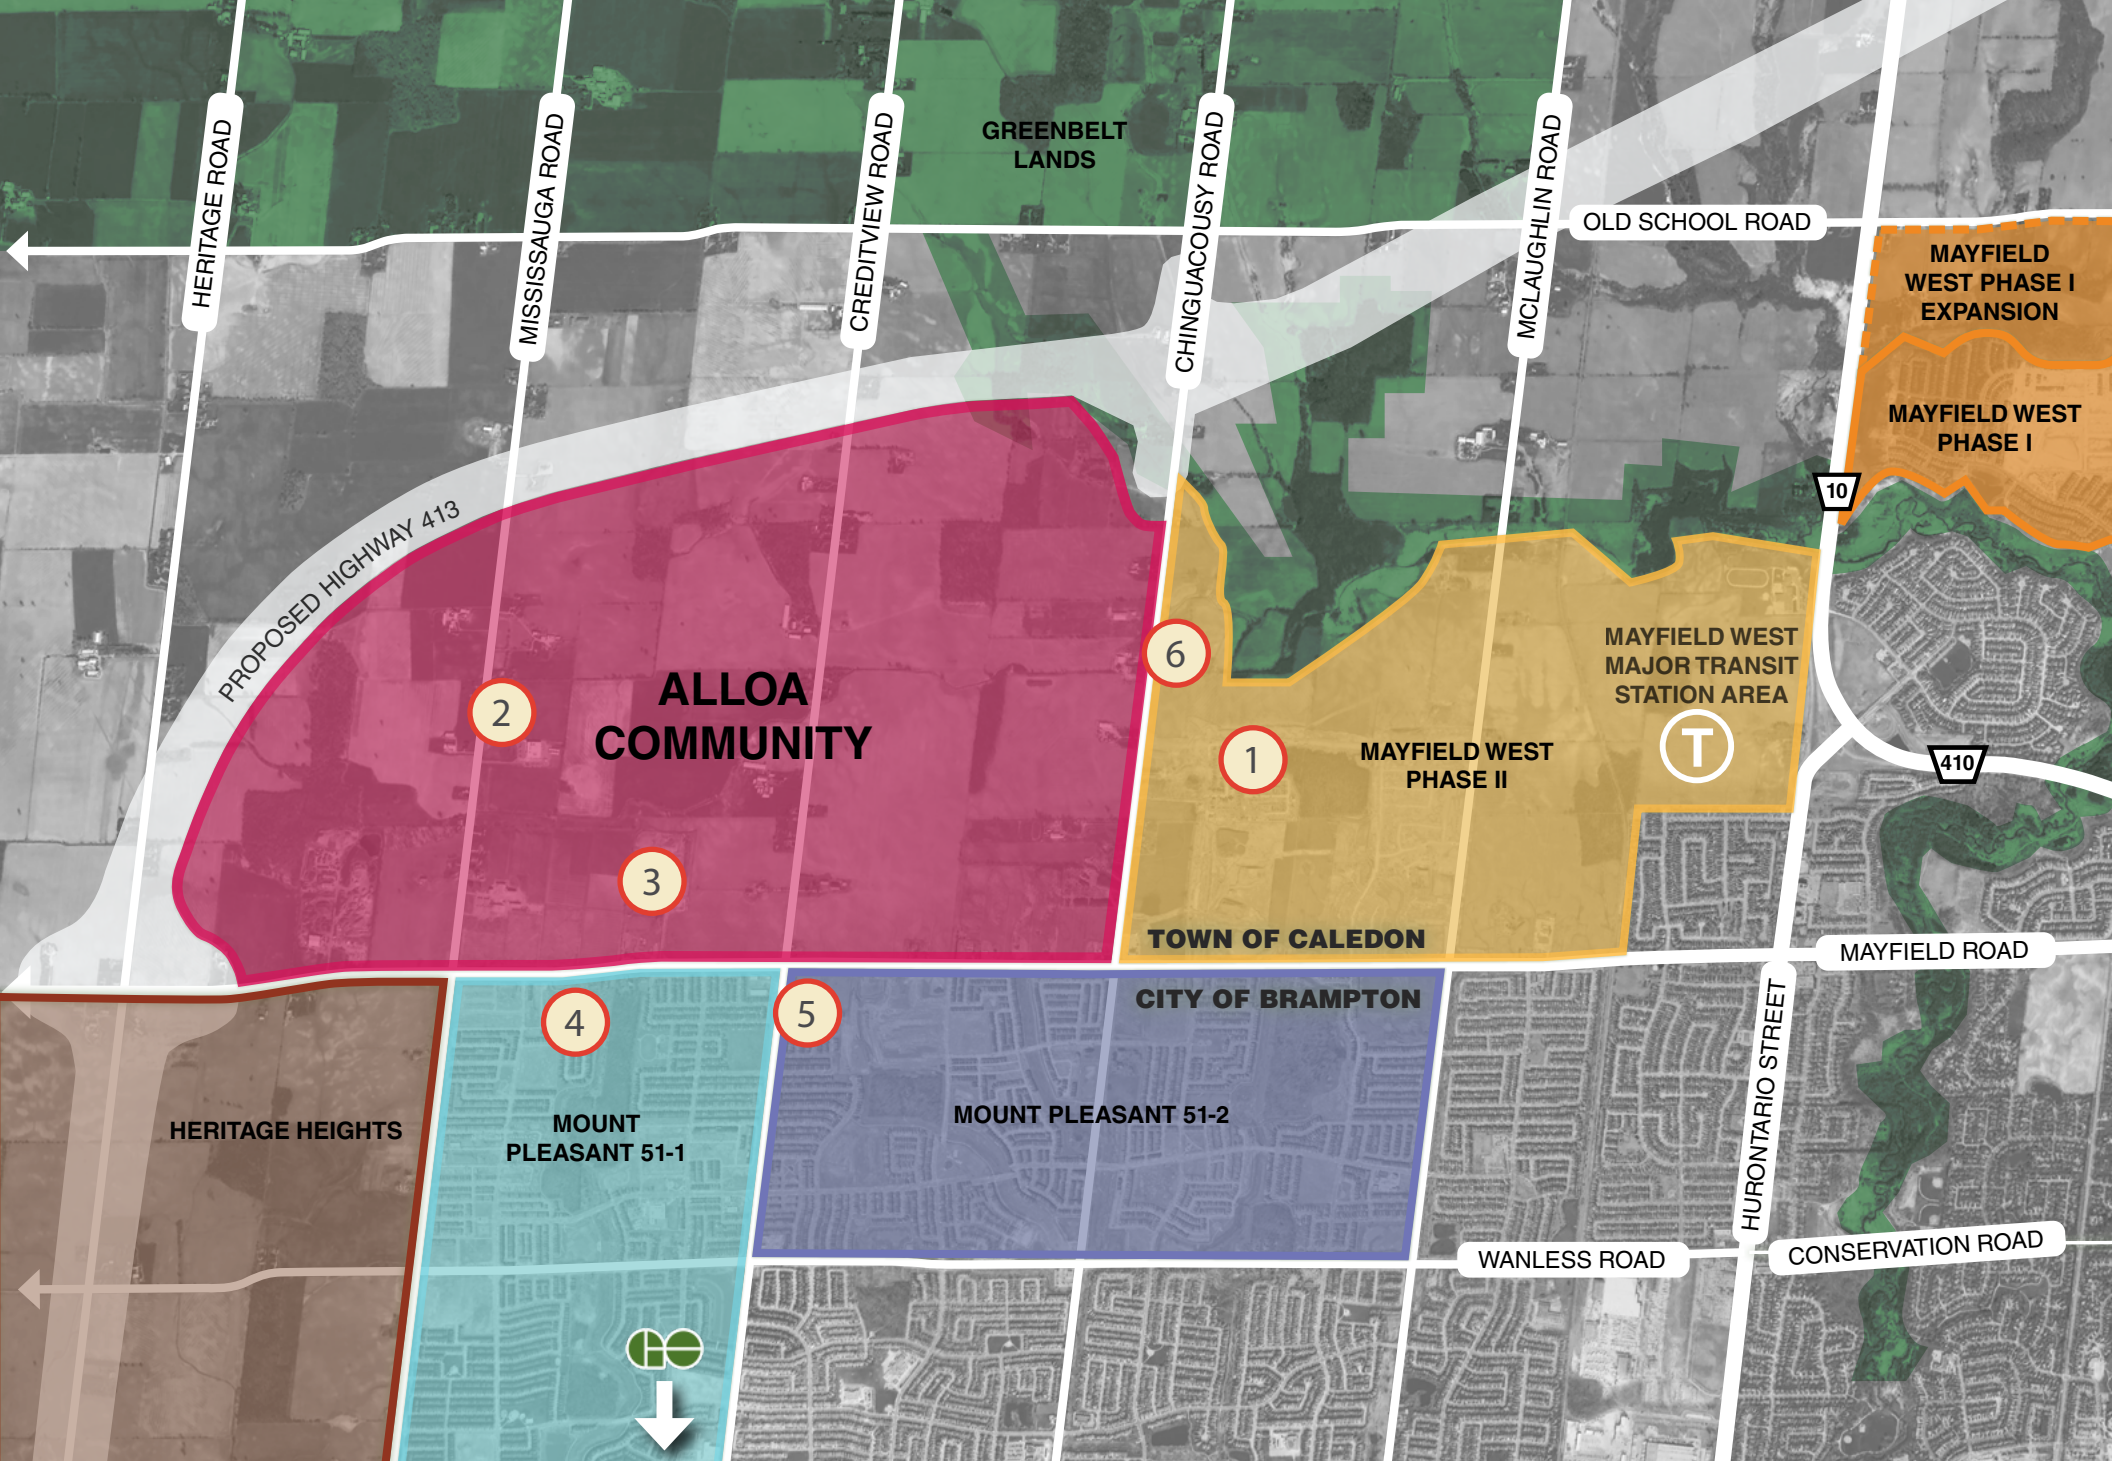 GREENBELT
LANDS
HERITAGE ROAD
MISSISSAUGA ROAD
CREDITVIEW ROAD
CHINGUACOUSY ROAD
MCLAUGHLIN ROAD
OLD SCHOOL ROAD
MAYFIELD
WEST PHASE I
EXPANSION
MAYFIELD WEST
PHASE I
10
PROPOSED HIGHWAY 413
ALLOA
COMMUNITY
2
3
6
1
MAYFIELD WEST
PHASE II
MAYFIELD WEST
MAJOR TRANSIT
STATION AREA
T
410
TOWN OF CALEDON
MAYFIELD ROAD
CITY OF BRAMPTON
4
5
HERITAGE HEIGHTS
MOUNT
PLEASANT 51-1
MOUNT PLEASANT 51-2
HURONTARIO STREET
WANLESS ROAD
CONSERVATION ROAD
GO